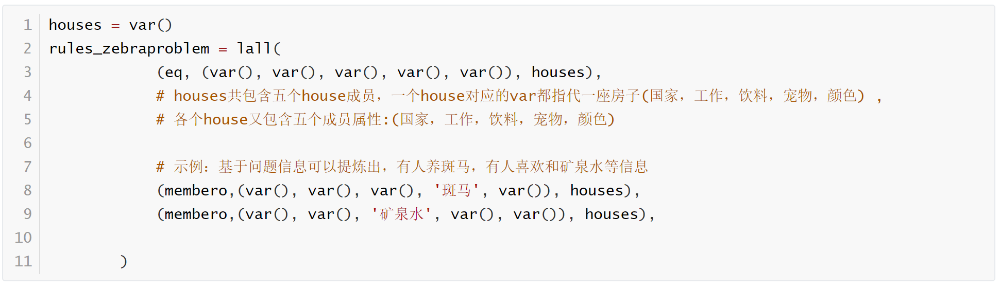 1 houses = var()
2 rules_zebraproblem = lall(
3 (eq, (var(), var(), var(), var(), var()), houses),
4 # houses共包含五个house成员，一个house对应的var都指代一座房子(国家，工作，饮料，宠物，颜色) ,
5 # 各个house又包含五个成员属性:(国家，工作，饮料，宠物，颜色)
6
7 # 示例：基于问题信息可以提炼出，有人养斑马，有人喜欢和矿泉水等信息
8 (membero,(var(), var(), var(), '斑马', var()), houses),
9 (membero,(var(), var(), '矿泉水', var(), var()), houses),
10
11 )